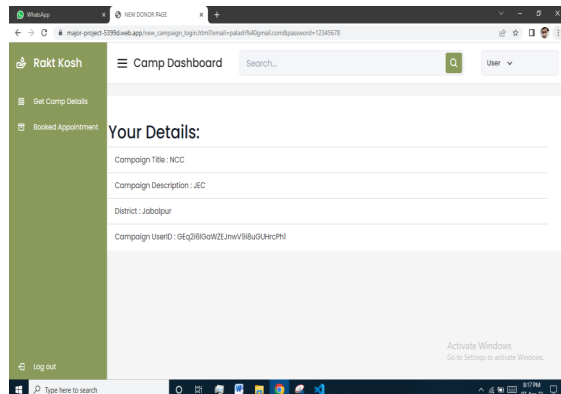 WhatsApp
NEW DONOR PAGE
major-project-5399d.web.app/new_campaign_login.html?email=palash%40gmail.com&password=12345678
Rakt Kosh
Camp Dashboard
Search...
User
Get Camp Details
Booked Appointment
Your Details:
Campaign Title : NCC
Campaign Description : JEC
District : Jabalpur
Campaign UserID :
Activate Windows
Go to Settings to activate Windows.
Log out
Type here to search
8:17 PM